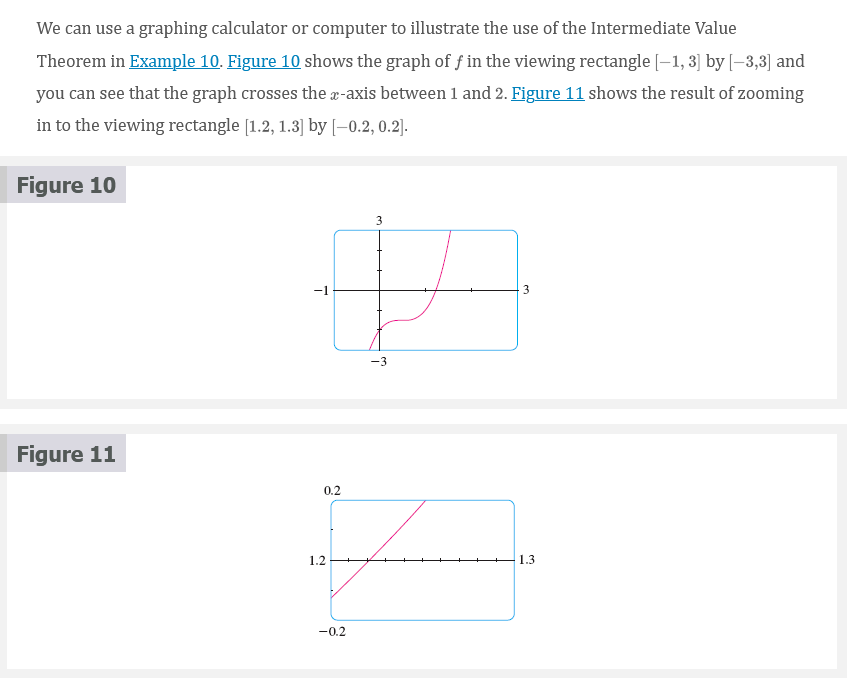 We can use a graphing calculator or computer to illustrate the use of the Intermediate Value
Theorem in Example 10. Figure 10 shows the graph of f in the viewing rectangle [−1, 3] by [−3,3] and
you can see that the graph crosses the x-axis between 1 and 2. Figure 11 shows the result of zooming
in to the viewing rectangle [1.2, 1.3] by [−0.2, 0.2].
Figure 10
3
−1
3
−3
Figure 11
0.2
1.2
1.3
−0.2